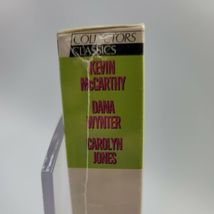 COLLECTORS'
CLASSICS
KEVIN
McCARTHY
DANA
WYNTER
CAROLYN
JONES